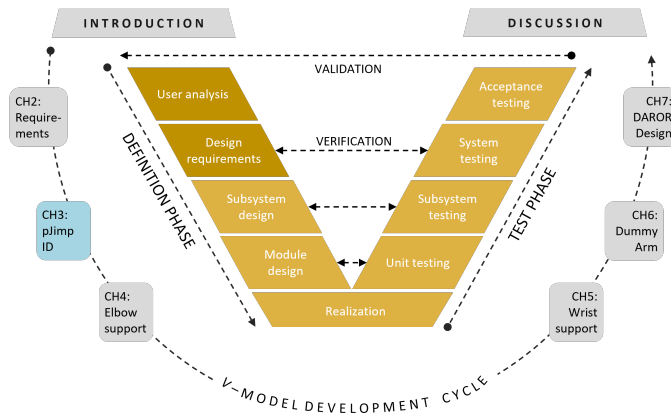 INTRODUCTION
DISCUSSION
VALIDATION
User analysis
Acceptance
testing
CH2:
Require-
ments
CH7:
DAROR
Design
Design
requirements
VERIFICATION
System
testing
DEFINITION PHASE
TEST PHASE
CH3:
pJimp
ID
Subsystem
design
Subsystem
testing
CH6:
Dummy
Arm
Module
design
Unit testing
CH4:
Elbow
support
CH5:
Wrist
support
Realization
V–MODEL DEVELOPMENT CYCLE